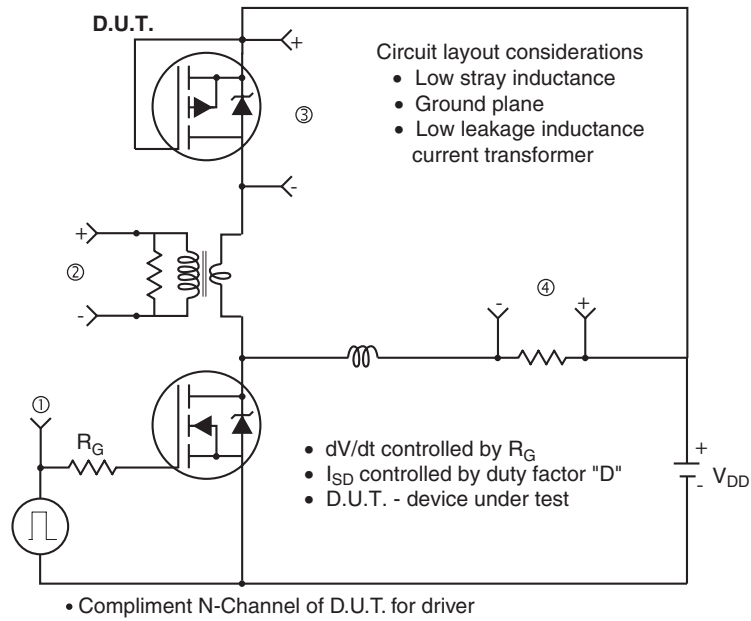 D.U.T.
+
Circuit layout considerations
• Low stray inductance
• Ground plane
• Low leakage inductance
current transformer
③
-
+
②
-
④
- +
①
R_G
• dV/dt controlled by R_G
• I_SD controlled by duty factor "D"
• D.U.T. - device under test
+
V_DD
-
• Compliment N-Channel of D.U.T. for driver